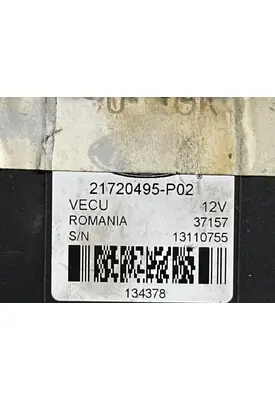 21720495-P02
VECU 12V
ROMANIA 37157
S/N 13110755
134378